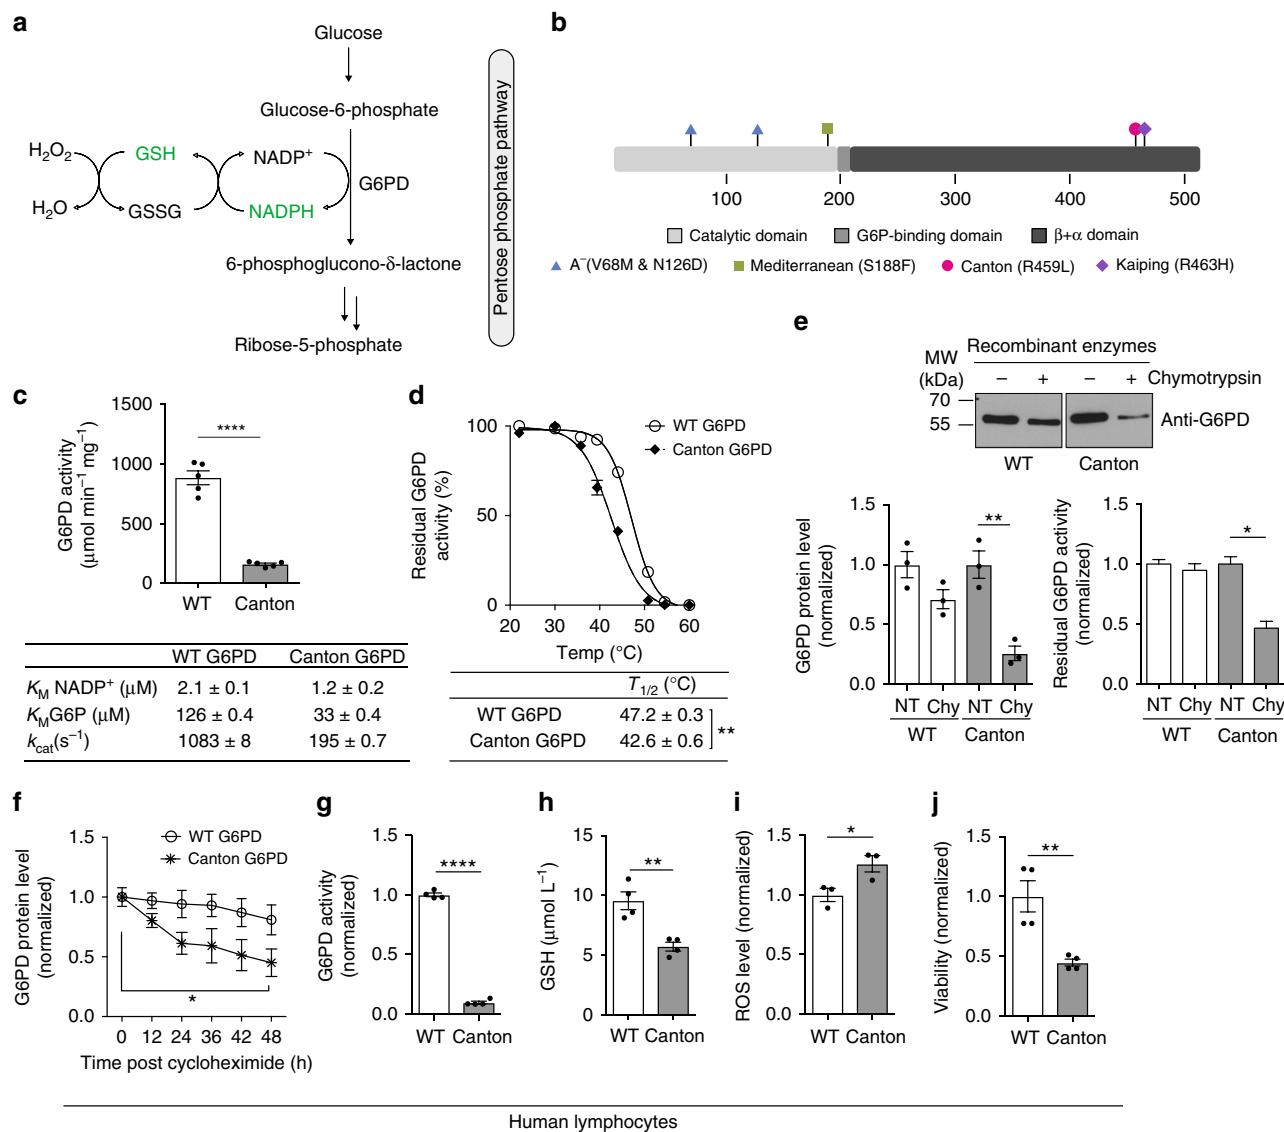 a
Glucose
Glucose-6-phosphate
H₂O₂
GSH
NADP⁺
G6PD
H₂O
GSSG
NADPH
6-phosphoglucono-δ-lactone
Ribose-5-phosphate
Pentose phosphate pathway
b
100 200 300 400 500
Catalytic domain G6P-binding domain β+α domain
A⁻(V68M & N126D) Mediterranean (S188F) Canton (R459L) Kaiping (R463H)
c
G6PD activity
(μmol min⁻¹ mg⁻¹)
1500
1000
500
0
****
WT Canton
WT G6PD Canton G6PD
K_M NADP⁺ (μM) 2.1 ± 0.1 1.2 ± 0.2
K_MG6P (μM) 126 ± 0.4 33 ± 0.4
k_cat(s⁻¹) 1083 ± 8 195 ± 0.7
d
Residual G6PD
activity (%)
100
50
0
WT G6PD
Canton G6PD
20 30 40 50 60
Temp (°C)
T_1/2 (°C)
WT G6PD 47.2 ± 0.3
Canton G6PD 42.6 ± 0.6
**
e
Recombinant enzymes
MW
(kDa)
− + − + Chymotrypsin
70
55
Anti-G6PD
WT Canton
G6PD protein level
(normalized)
1.5
1.0
0.5
0.0
**
NT Chy NT Chy
WT Canton
Residual G6PD activity
(normalized)
1.5
1.0
0.5
0.0
*
NT Chy NT Chy
WT Canton
f
G6PD protein level
(normalized)
1.5
1.0
0.5
0.0
WT G6PD
Canton G6PD
*
0 12 24 36 42 48
Time post cycloheximide (h)
g
G6PD activity
(normalized)
1.5
1.0
0.5
0.0
****
WT Canton
h
GSH (μmol L⁻¹)
15
10
5
0
**
WT Canton
i
ROS level (normalized)
1.5
1.0
0.5
0.0
*
WT Canton
j
Viability (normalized)
1.5
1.0
0.5
0.0
**
WT Canton
Human lymphocytes